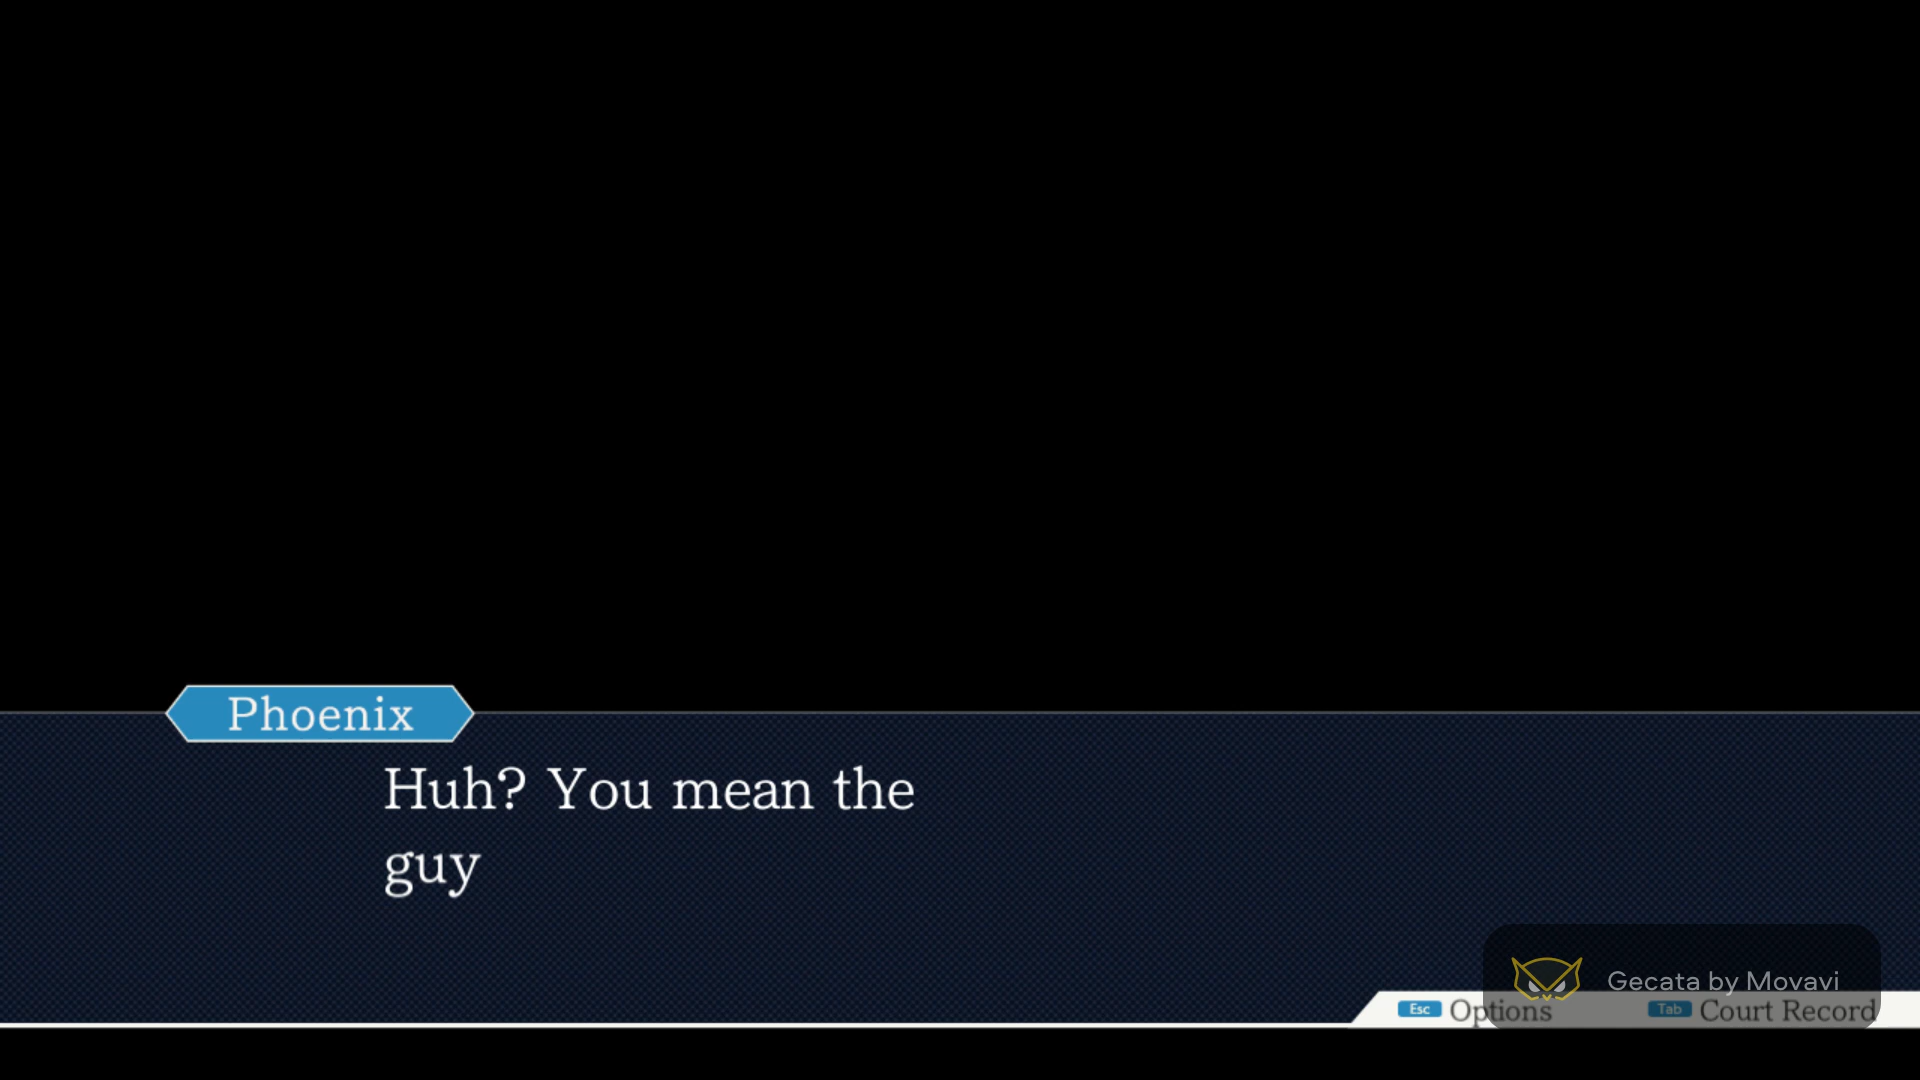 Phoenix
Huh? You mean the
guy
Gecata by Movavi
Esc Options Tab Court Record